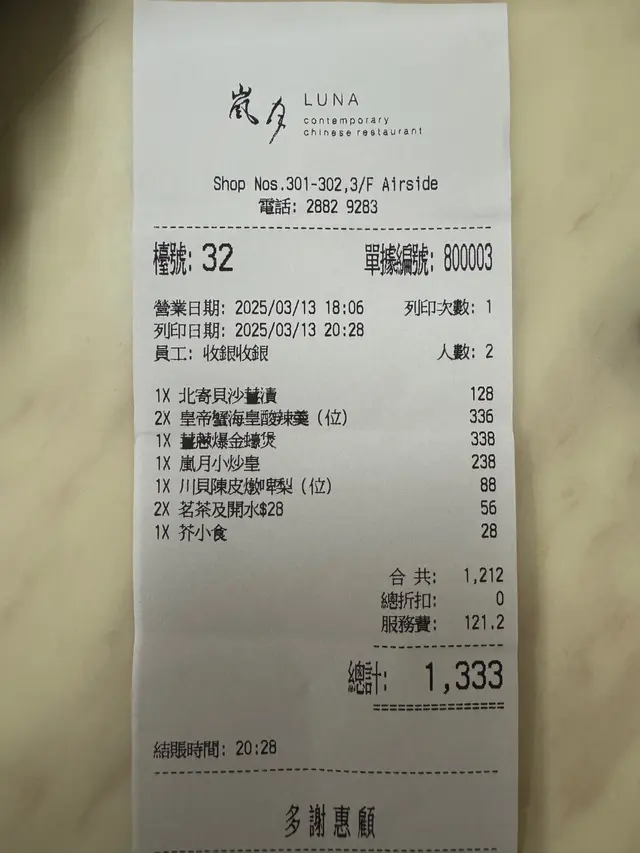 嵐月 LUNA
contemporary
chinese restaurant
Shop Nos.301-302,3/F Airside
電話: 2882 9283
檯號: 32 單據編號: 800003
營業日期: 2025/03/13 18:06 列印次數: 1
列印日期: 2025/03/13 20:28
員工: 收銀收銀 人數: 2
1X 北寄貝沙薑漬 128
2X 皇帝蟹海皇酸辣羹(位) 336
1X 薑蔥爆金蠔煲 338
1X 嵐月小炒皇 238
1X 川貝陳皮燉啤梨(位) 88
2X 茗茶及開水$28 56
1X 芥小食 28
合 共: 1,212
總折扣: 0
服務費: 121.2
總計: 1,333
結賬時間: 20:28
多謝惠顧